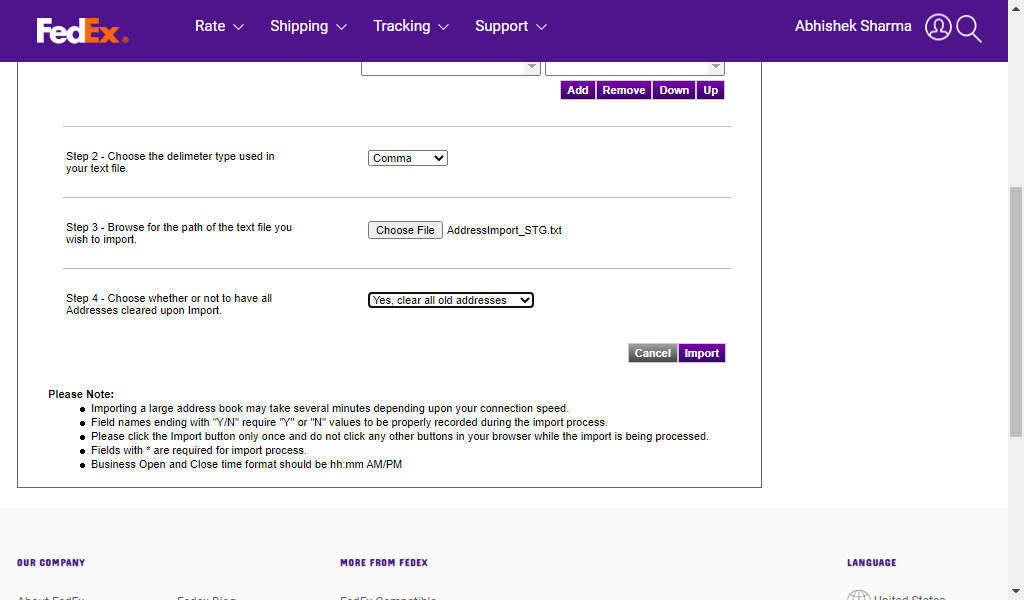 FedEx®
Rate
Shipping
Tracking
Support
Abhishek Sharma
Add
Remove
Down
Up
Step 2 - Choose the delimeter type used in
your text file.
Comma
Step 3 - Browse for the path of the text file you
wish to import.
Choose File AddressImport_STG.txt
Step 4 - Choose whether or not to have all
Addresses cleared upon Import.
Yes, clear all old addresses
Cancel
Import
Please Note:
Importing a large address book may take several minutes depending upon your connection speed.
Field names ending with "Y/N" require "Y" or "N" values to be properly recorded during the import process.
Please click the Import button only once and do not click any other buttons in your browser while the import is being processed.
Fields with * are required for import process.
Business Open and Close time format should be hh:mm AM/PM
OUR COMPANY
MORE FROM FEDEX
LANGUAGE
About FedEx
Fedex Blog
FedEx Compatible
United States